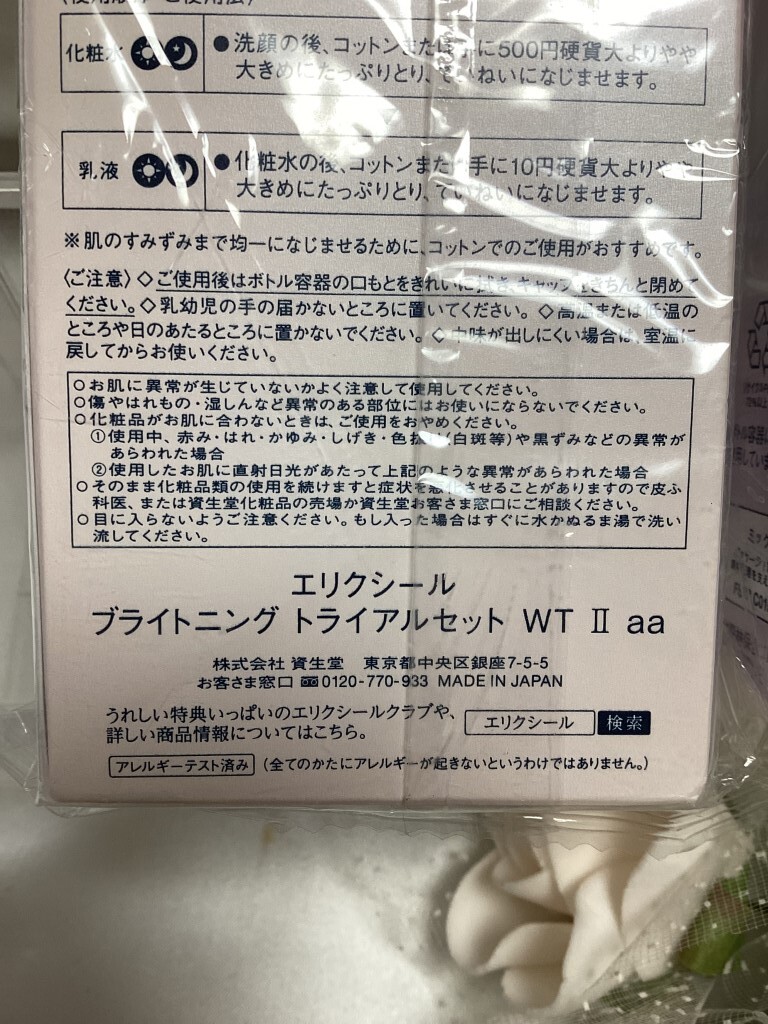 化粧水 ●洗顔の後、コットンまたは手に500円硬貨大よりやや
大きめにたっぷりとり、ていねいになじませます。
乳液 ●化粧水の後、コットンまたは手に10円硬貨大よりやや
大きめにたっぷりとり、ていねいになじませます。
※肌のすみずみまで均一になじませるために、コットンでのご使用がおすすめです。
〈ご注意〉◇ご使用後はボトル容器の口もとをきれいに拭き、キャップをきちんと閉めて
ください。◇乳幼児の手の届かないところに置いてください。◇高温または低温の
ところや日のあたるところに置かないでください。◇中味が出しにくい場合は、室温に
戻してからお使いください。
○お肌に異常が生じていないかよく注意して使用してください。
○傷やはれもの・湿しんなど異常のある部位にはお使いにならないでください。
○化粧品がお肌に合わないときは、ご使用をおやめください。
①使用中、赤み・はれ・かゆみ・しげき・色抜け(白斑等)や黒ずみなどの異常が
あらわれた場合
②使用したお肌に直射日光があたって上記のような異常があらわれた場合
○そのまま化粧品類の使用を続けますと症状を悪化させることがありますので皮ふ
科医、または資生堂化粧品の売場か資生堂お客さま窓口にご相談ください。
○目に入らないようご注意ください。もし入った場合はすぐに水かぬるま湯で洗い
流してください。
エリクシール
ブライトニング トライアルセット WT Ⅱ aa
株式会社 資生堂 東京都中央区銀座7-5-5
お客さま窓口 0120-770-933 MADE IN JAPAN
うれしい特典いっぱいのエリクシールクラブや、
詳しい商品情報についてはこちら。
エリクシール 検索
アレルギーテスト済み (全てのかたにアレルギーが起きないというわけではありません。)